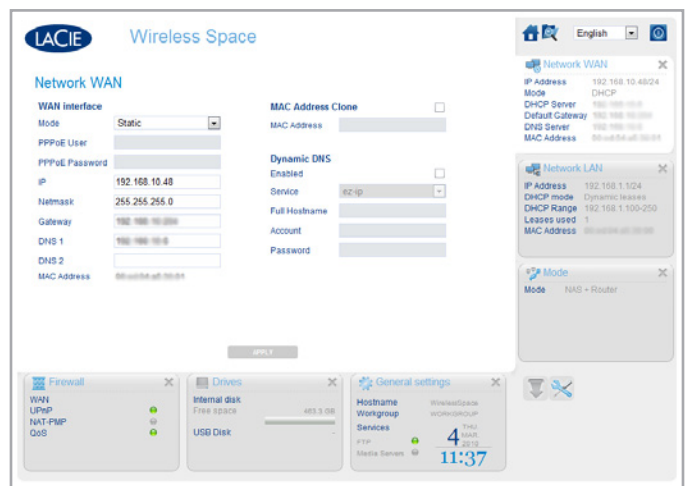 LACIE
Wireless Space
English
Network WAN
WAN interface
Mode Static
PPPoE User
PPPoE Password
IP 192.168.10.48
Netmask 255.255.255.0
Gateway
DNS 1
DNS 2
MAC Address
MAC Address Clone
MAC Address
Dynamic DNS
Enabled
Service ez-ip
Full Hostname
Account
Password
APPLY
Network WAN
IP Address 192.168.10.48/24
Mode DHCP
DHCP Server
Default Gateway
DNS Server
MAC Address
Network LAN
IP Address 192.168.1.1/24
DHCP mode Dynamic leases
DHCP Range 192.168.1.100-250
Leases used 1
MAC Address
Mode
Mode NAS + Router
Firewall
WAN
UPnP
NAT-PMP
QoS
Drives
Internal disk
Free space 483.3 GB
USB Disk -
General settings
Hostname WirelessSpace
Workgroup WORKGROUP
Services
FTP
Media Servers
4 THU. MAR. 2010
11:37